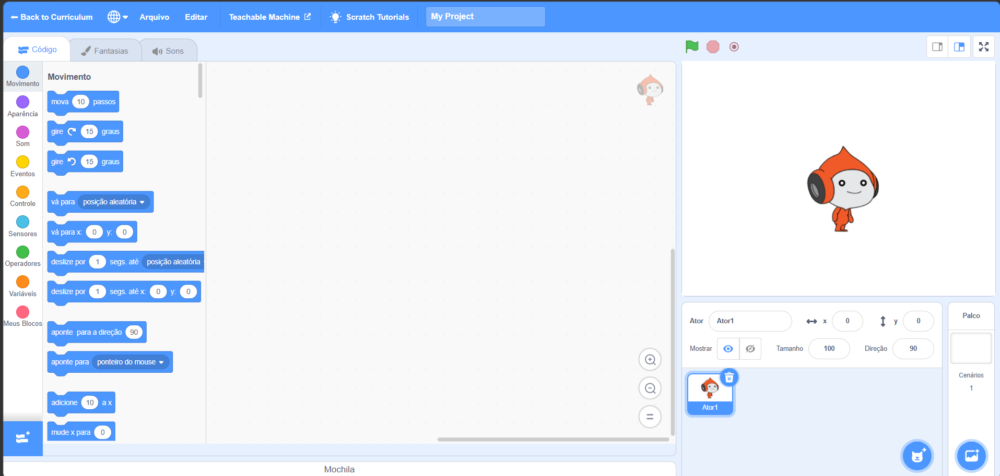 Back to Curriculum
Arquivo
Editar
Teachable Machine
Scratch Tutorials
My Project
Código
Fantasias
Sons
Movimento
Aparência
Som
Eventos
Controle
Sensores
Operadores
Variáveis
Meus Blocos
Movimento
mova 10 passos
gire 15 graus
gire 15 graus
vá para posição aleatória
vá para x: 0 y: 0
deslize por 1 segs. até posição aleatória
deslize por 1 segs. até x: 0 y: 0
aponte para a direção 90
aponte para ponteiro do mouse
adicione 10 a x
mude x para 0
Mochila
Ator Ator1 x 0 y 0
Mostrar Tamanho 100 Direção 90
Ator1
Palco
Cenários
1